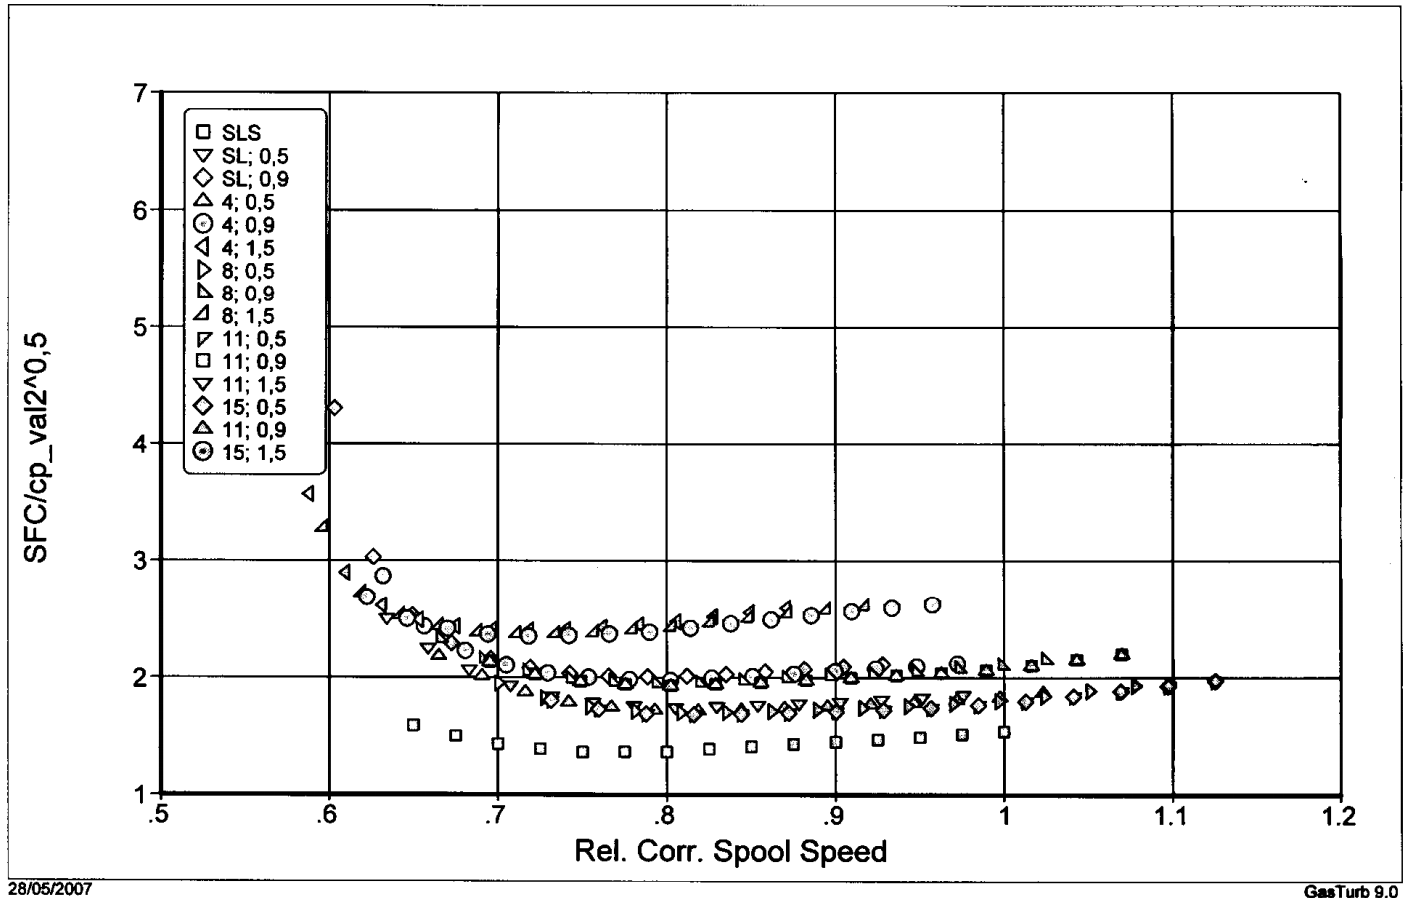 7
6
5
4
3
2
1
SFC/cp_val2^0,5
SLS
SL; 0,5
SL; 0,9
4; 0,5
4; 0,9
4; 1,5
8; 0,5
8; 0,9
8; 1,5
11; 0,5
11; 0,9
11; 1,5
15; 0,5
11; 0,9
15; 1,5
.5 .6 .7 .8 .9 1 1.1 1.2
Rel. Corr. Spool Speed
28/05/2007 GasTurb 9.0